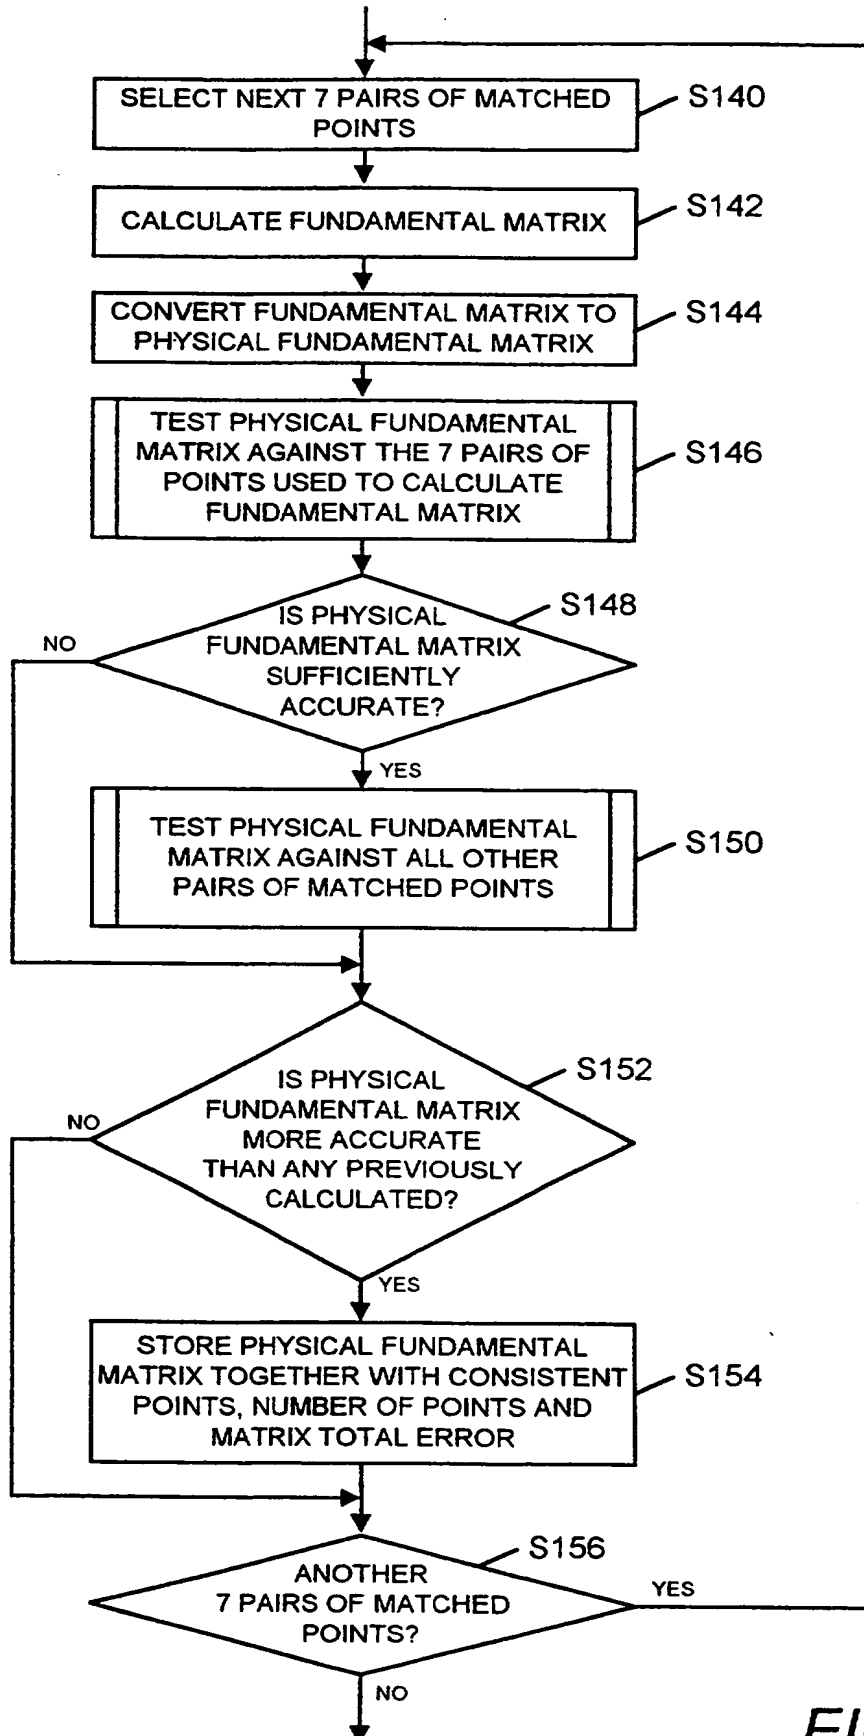 SELECT NEXT 7 PAIRS OF MATCHED
POINTS
S140
CALCULATE FUNDAMENTAL MATRIX
S142
CONVERT FUNDAMENTAL MATRIX TO
PHYSICAL FUNDAMENTAL MATRIX
S144
TEST PHYSICAL FUNDAMENTAL
MATRIX AGAINST THE 7 PAIRS OF
POINTS USED TO CALCULATE
FUNDAMENTAL MATRIX
S146
IS PHYSICAL
FUNDAMENTAL MATRIX
SUFFICIENTLY
ACCURATE?
S148
NO
YES
TEST PHYSICAL FUNDAMENTAL
MATRIX AGAINST ALL OTHER
PAIRS OF MATCHED POINTS
S150
IS PHYSICAL
FUNDAMENTAL MATRIX
MORE ACCURATE
THAN ANY PREVIOUSLY
CALCULATED?
S152
NO
YES
STORE PHYSICAL FUNDAMENTAL
MATRIX TOGETHER WITH CONSISTENT
POINTS, NUMBER OF POINTS AND
MATRIX TOTAL ERROR
S154
ANOTHER
7 PAIRS OF MATCHED
POINTS?
S156
YES
NO